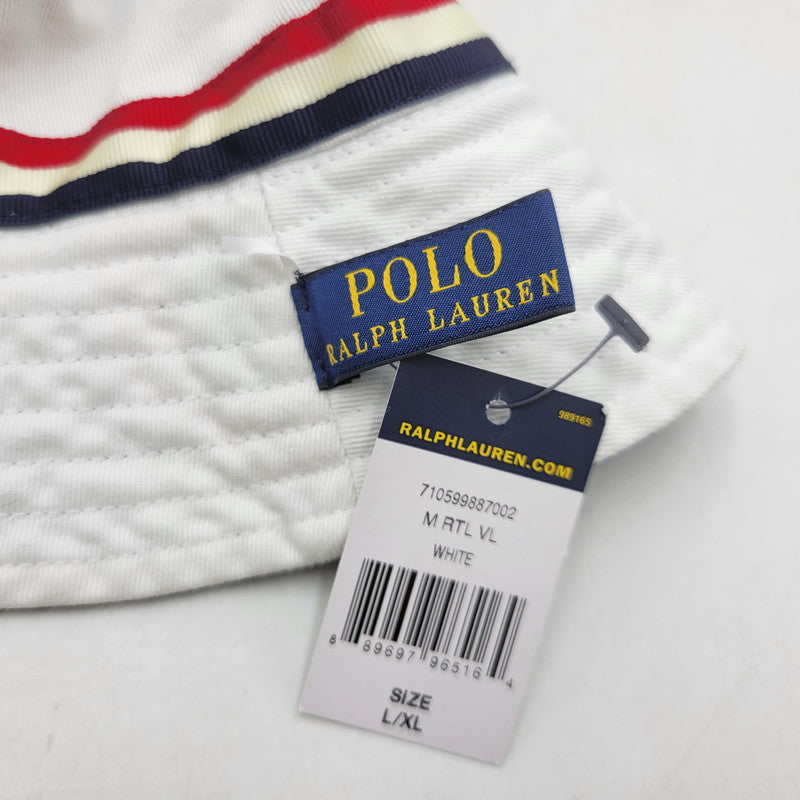 POLO
RALPH LAUREN
989165
RALPHLAUREN.COM
710599887002
M RTL VL
WHITE
8 89697 96516 4
SIZE
L/XL